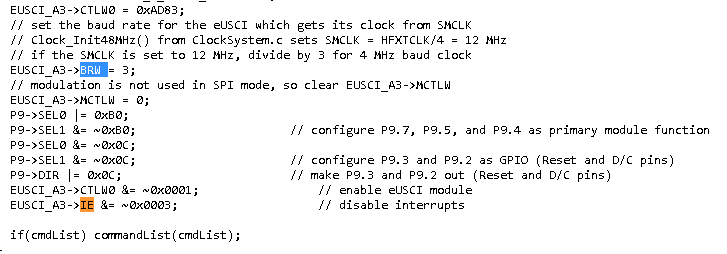 EUSCI_A3->CTLW0 = 0xAD83;
// set the baud rate for the eUSCI which gets its clock from SMCLK
// Clock_Init48MHz() from ClockSystem.c sets SMCLK = HFXTCLK/4 = 12 MHz
// if the SMCLK is set to 12 MHz, divide by 3 for 4 MHz baud clock
EUSCI_A3->BRW = 3;
// modulation is not used in SPI mode, so clear EUSCI_A3->MCTLW
EUSCI_A3->MCTLW = 0;
P9->SEL0 |= 0xB0;
P9->SEL1 &= ~0xB0; // configure P9.7, P9.5, and P9.4 as primary module function
P9->SEL0 &= ~0x0C;
P9->SEL1 &= ~0x0C; // configure P9.3 and P9.2 as GPIO (Reset and D/C pins)
P9->DIR |= 0x0C; // make P9.3 and P9.2 out (Reset and D/C pins)
EUSCI_A3->CTLW0 &= ~0x0001; // enable eUSCI module
EUSCI_A3->IE &= ~0x0003; // disable interrupts
if(cmdList) commandList(cmdList);